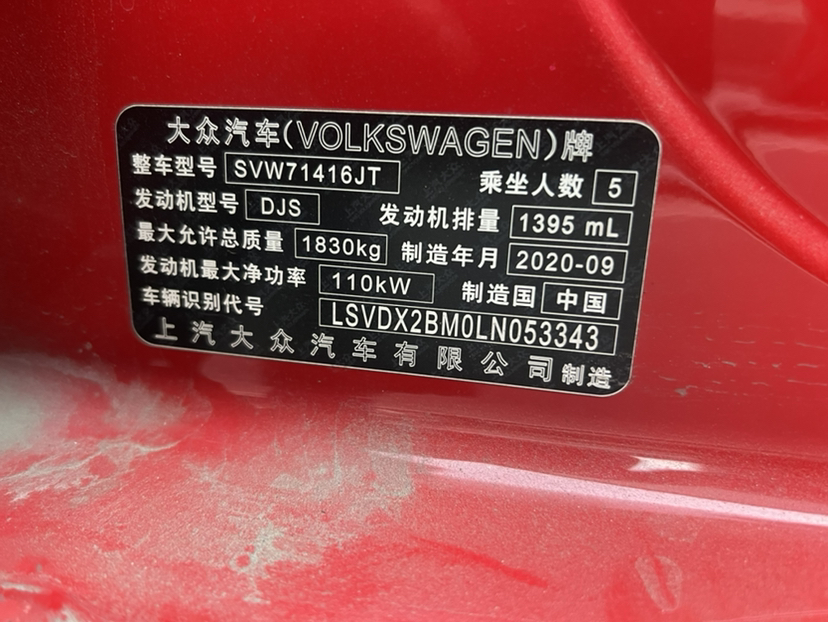 大众汽车(VOLKSWAGEN)牌
整车型号 SVW71416JT 乘坐人数 5
发动机型号 DJS 发动机排量 1395 mL
最大允许总质量 1830kg 制造年月 2020-09
发动机最大净功率 110kW 制造国 中国
车辆识别代号 LSVDX2BM0LN053343
上汽大众汽车有限公司制造